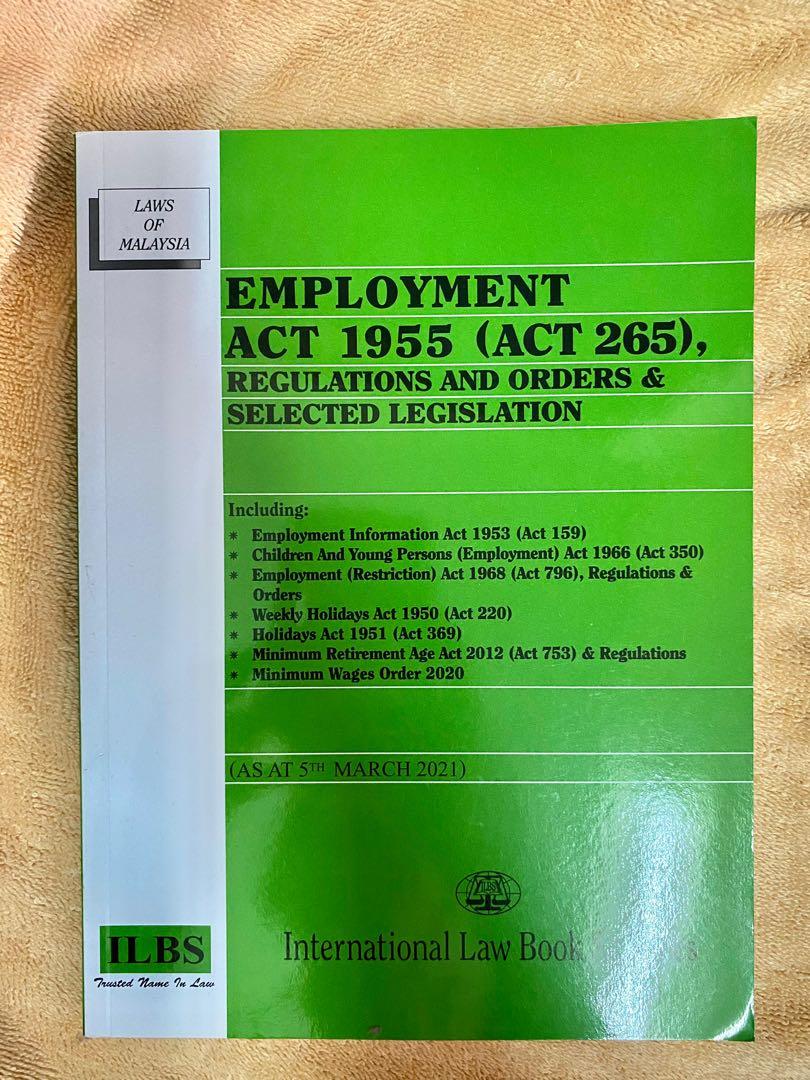 LAWS
OF
MALAYSIA
EMPLOYMENT
ACT 1955 (ACT 265),
REGULATIONS AND ORDERS &
SELECTED LEGISLATION
Including:
* Employment Information Act 1953 (Act 159)
* Children And Young Persons (Employment) Act 1966 (Act 350)
* Employment (Restriction) Act 1968 (Act 796), Regulations &
Orders
* Weekly Holidays Act 1950 (Act 220)
* Holidays Act 1951 (Act 369)
* Minimum Retirement Age Act 2012 (Act 753) & Regulations
* Minimum Wages Order 2020
(AS AT 5TH MARCH 2021)
ILBS
International Law Book
ILBS
Trusted Name In Law